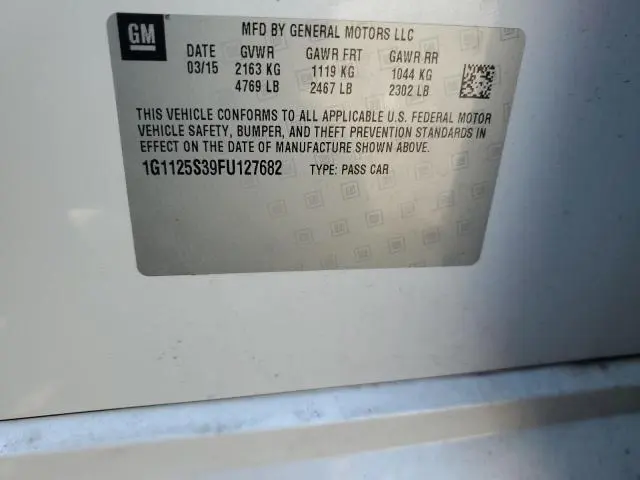 GM
MFD BY GENERAL MOTORS LLC
DATE GVWR GAWR FRT GAWR RR
03/15 2163 KG 1119 KG 1044 KG
4769 LB 2467 LB 2302 LB
THIS VEHICLE CONFORMS TO ALL APPLICABLE U.S. FEDERAL MOTOR
VEHICLE SAFETY, BUMPER, AND THEFT PREVENTION STANDARDS IN
EFFECT ON THE DATE OF MANUFACTURE SHOWN ABOVE.
1G1125S39FU127682 TYPE: PASS CAR